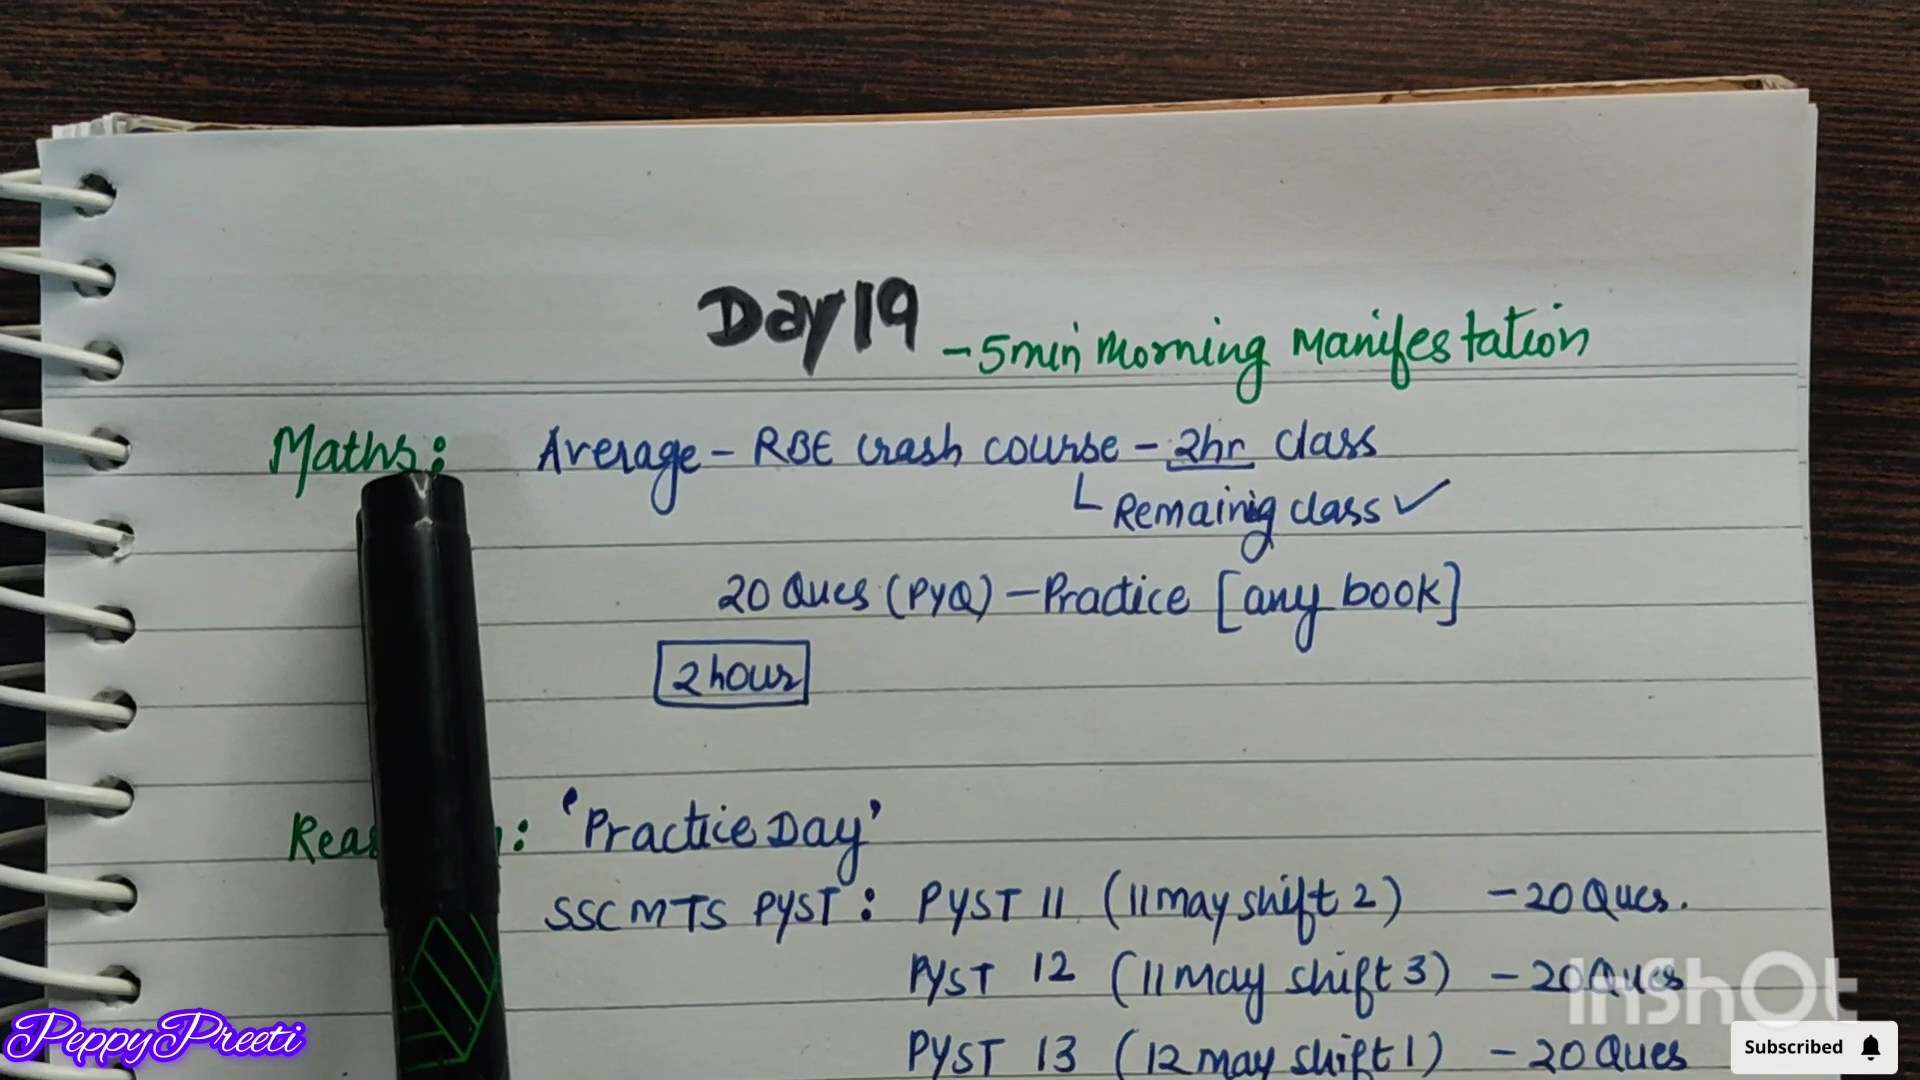 Day 19
- 5min Morning Manifestation
Maths: Average - RBE crash course - 2hr class
Remainig class ✓
20 Ques (PYQ) - Practice [any book]
2 hour
'Practice Day'
SSC MTS PYST : PYST 11 (11 may shift 2) - 20 Ques.
PYST 12 (11 May shift 3) - 20 Ques
PYST 13 (12 may shift 1) - 20 Ques
InShOt
PeppyPreeti
Subscribed